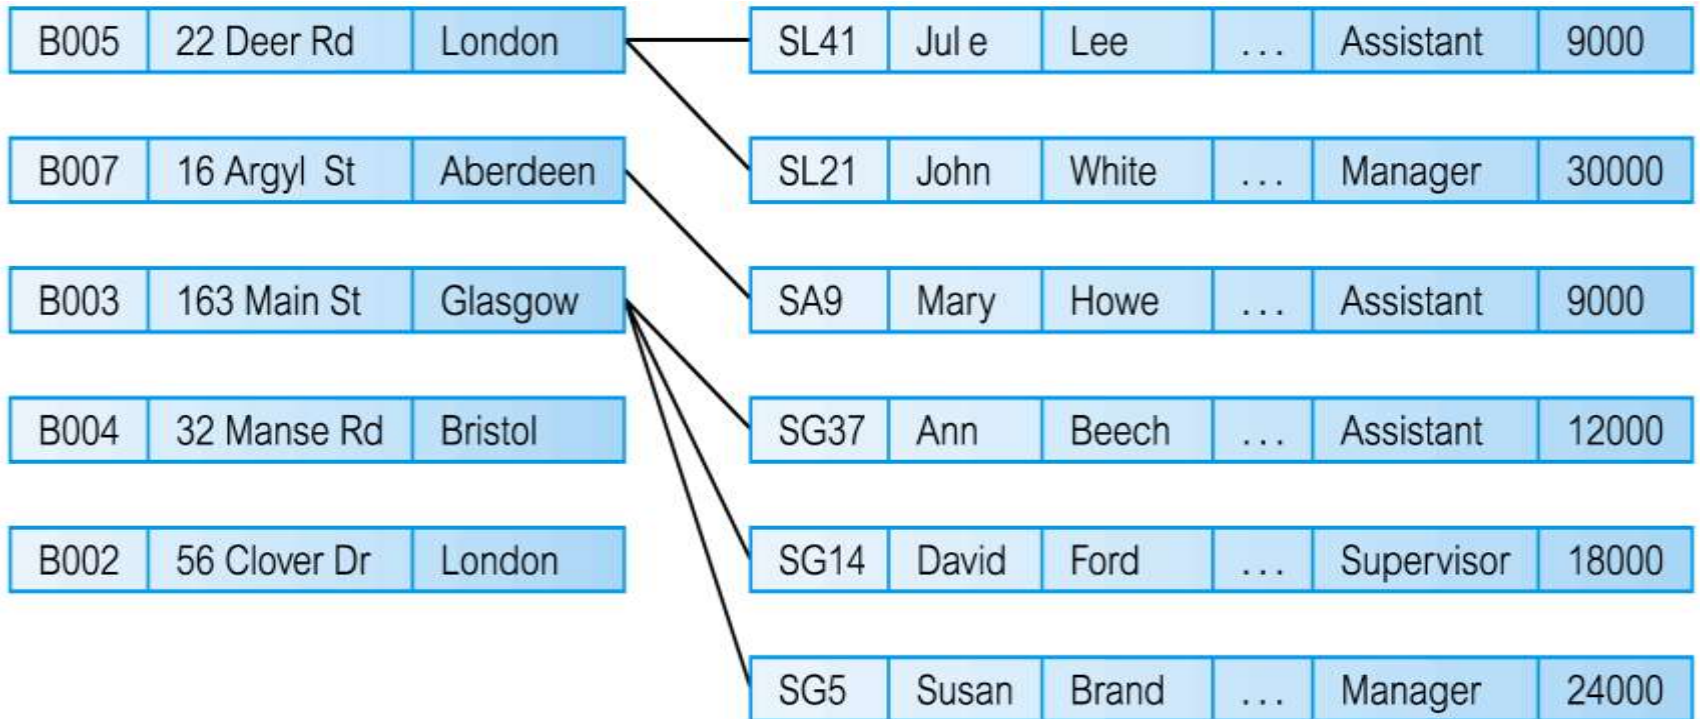 B005 22 Deer Rd London SL41 Jul e Lee ... Assistant 9000
B007 16 Argyl St Aberdeen SL21 John White ... Manager 30000
B003 163 Main St Glasgow SA9 Mary Howe ... Assistant 9000
B004 32 Manse Rd Bristol SG37 Ann Beech ... Assistant 12000
B002 56 Clover Dr London SG14 David Ford ... Supervisor 18000
SG5 Susan Brand ... Manager 24000